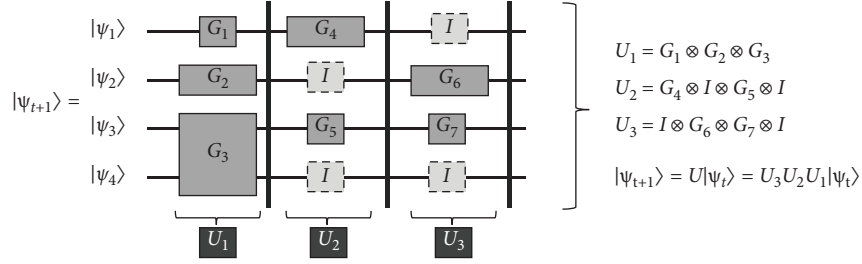 |ψ₁⟩ G₁ G₄ I
U₁ = G₁ ⊗ G₂ ⊗ G₃
|ψ₂⟩ G₂ I G₆
U₂ = G₄ ⊗ I ⊗ G₅ ⊗ I
|ψₜ₊₁⟩ =
|ψ₃⟩ G₃ G₅ G₇
U₃ = I ⊗ G₆ ⊗ G₇ ⊗ I
|ψ₄⟩ I I
|ψₜ₊₁⟩ = U|ψₜ⟩ = U₃U₂U₁|ψₜ⟩
U₁ U₂ U₃